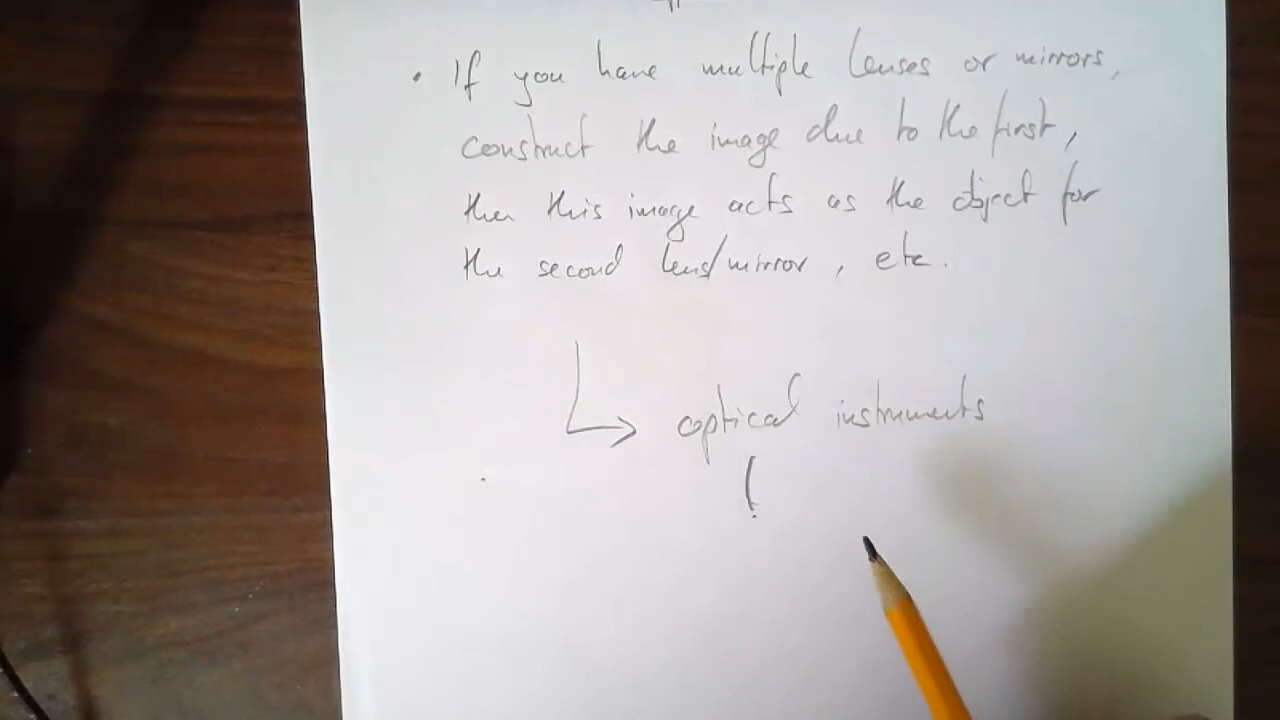 • If you have multiple lenses or mirrors,
construct the image due to the first,
then this image acts as the object for
the second lens/mirror, etc.
optical instruments
(